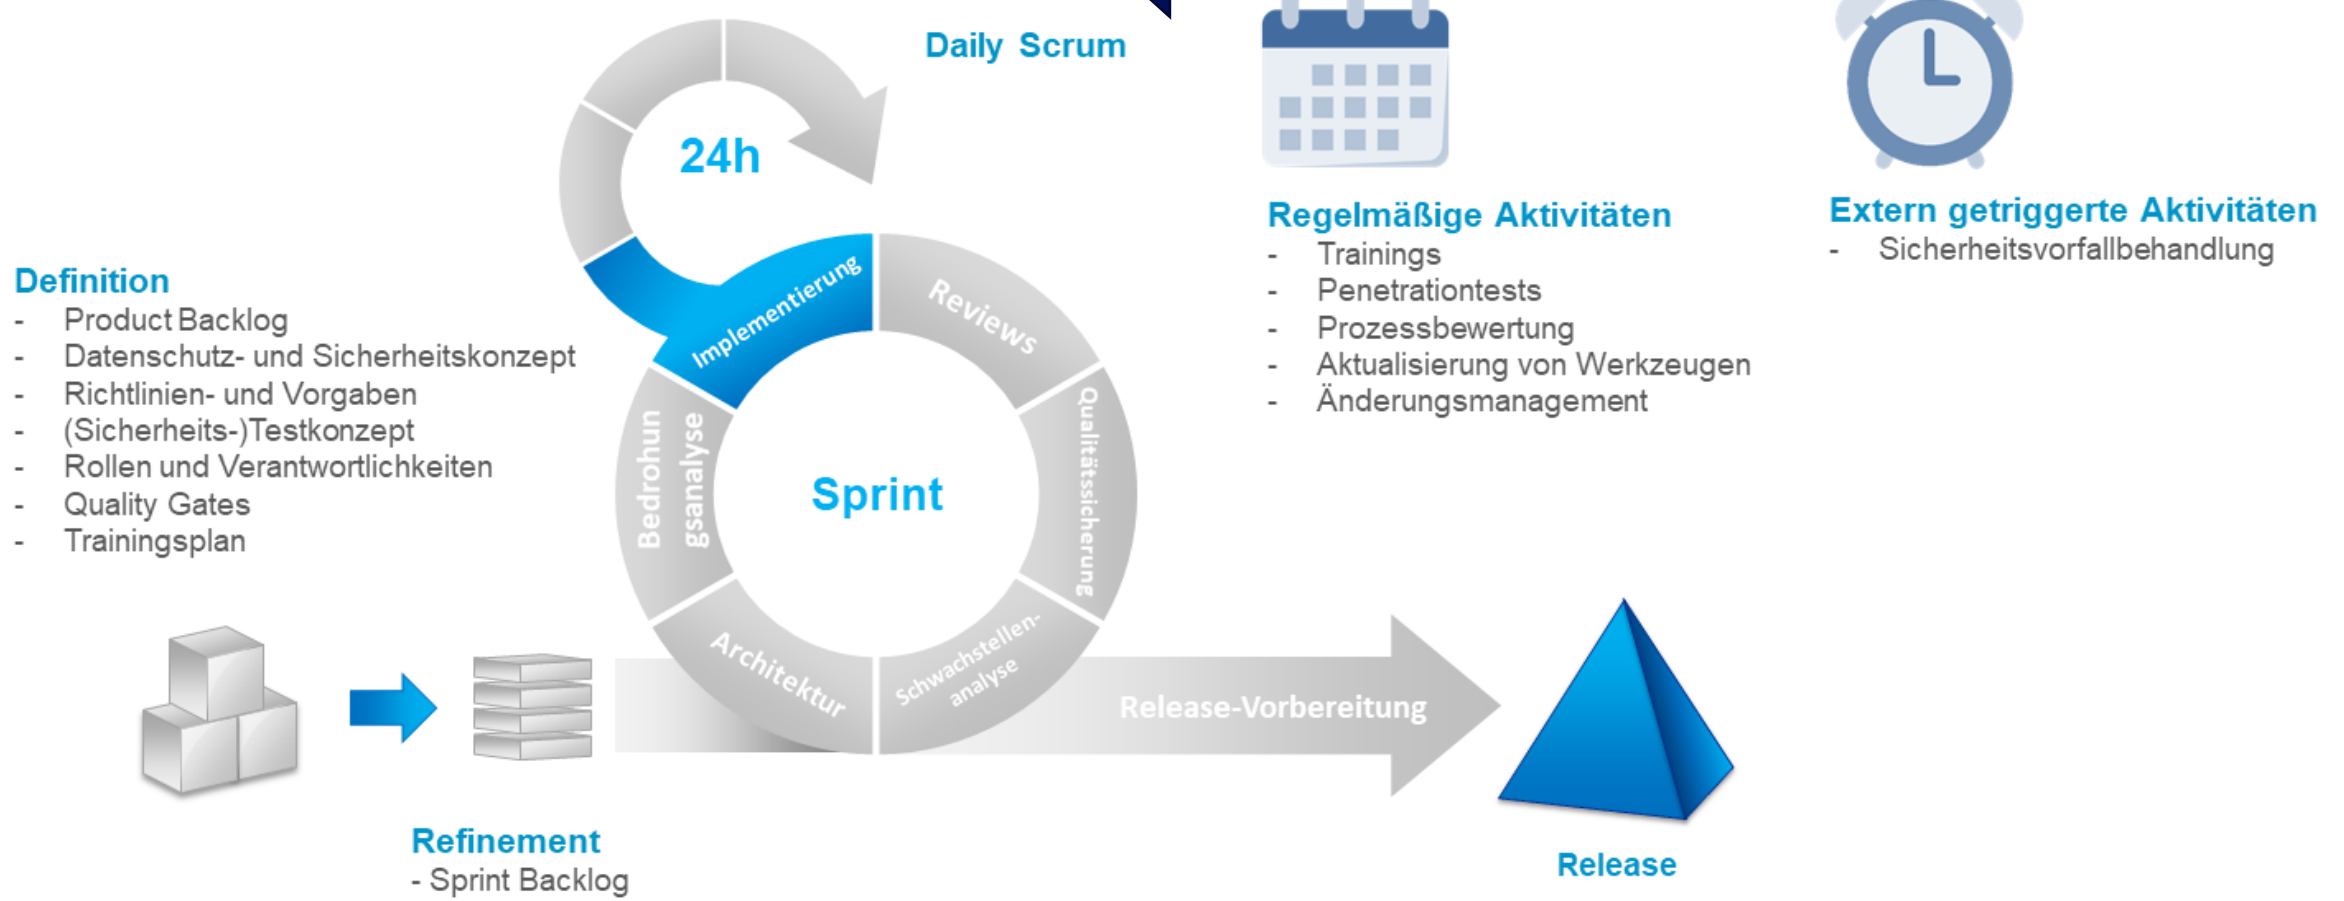 Daily Scrum
24h
Definition
- Product Backlog
- Datenschutz- und Sicherheitskonzept
- Richtlinien- und Vorgaben
- (Sicherheits-)Testkonzept
- Rollen und Verantwortlichkeiten
- Quality Gates
- Trainingsplan
Refinement
- Sprint Backlog
Sprint
Architektur
Bedrohun
gsanalyse
Implementierung
Reviews
Qualitätssicherung
Schwachstellen-
analyse
Release-Vorbereitung
Release
Regelmäßige Aktivitäten
- Trainings
- Penetrationtests
- Prozessbewertung
- Aktualisierung von Werkzeugen
- Änderungsmanagement
Extern getriggerte Aktivitäten
- Sicherheitsvorfallbehandlung